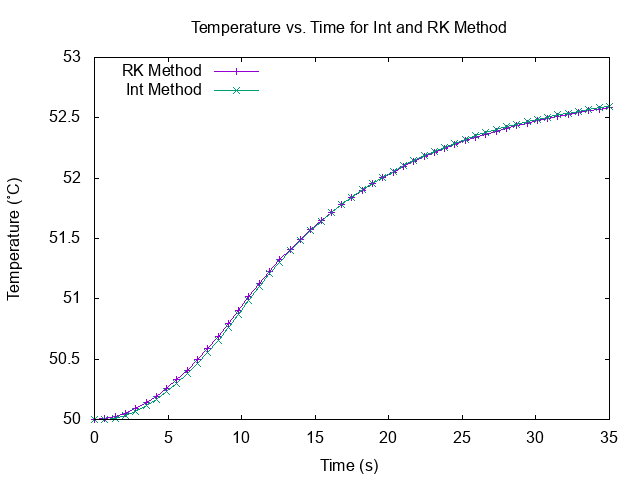 Temperature vs. Time for Int and RK Method
53
52.5
52
51.5
51
50.5
50
Temperature (°C)
RK Method
Int Method
0 5 10 15 20 25 30 35
Time (s)